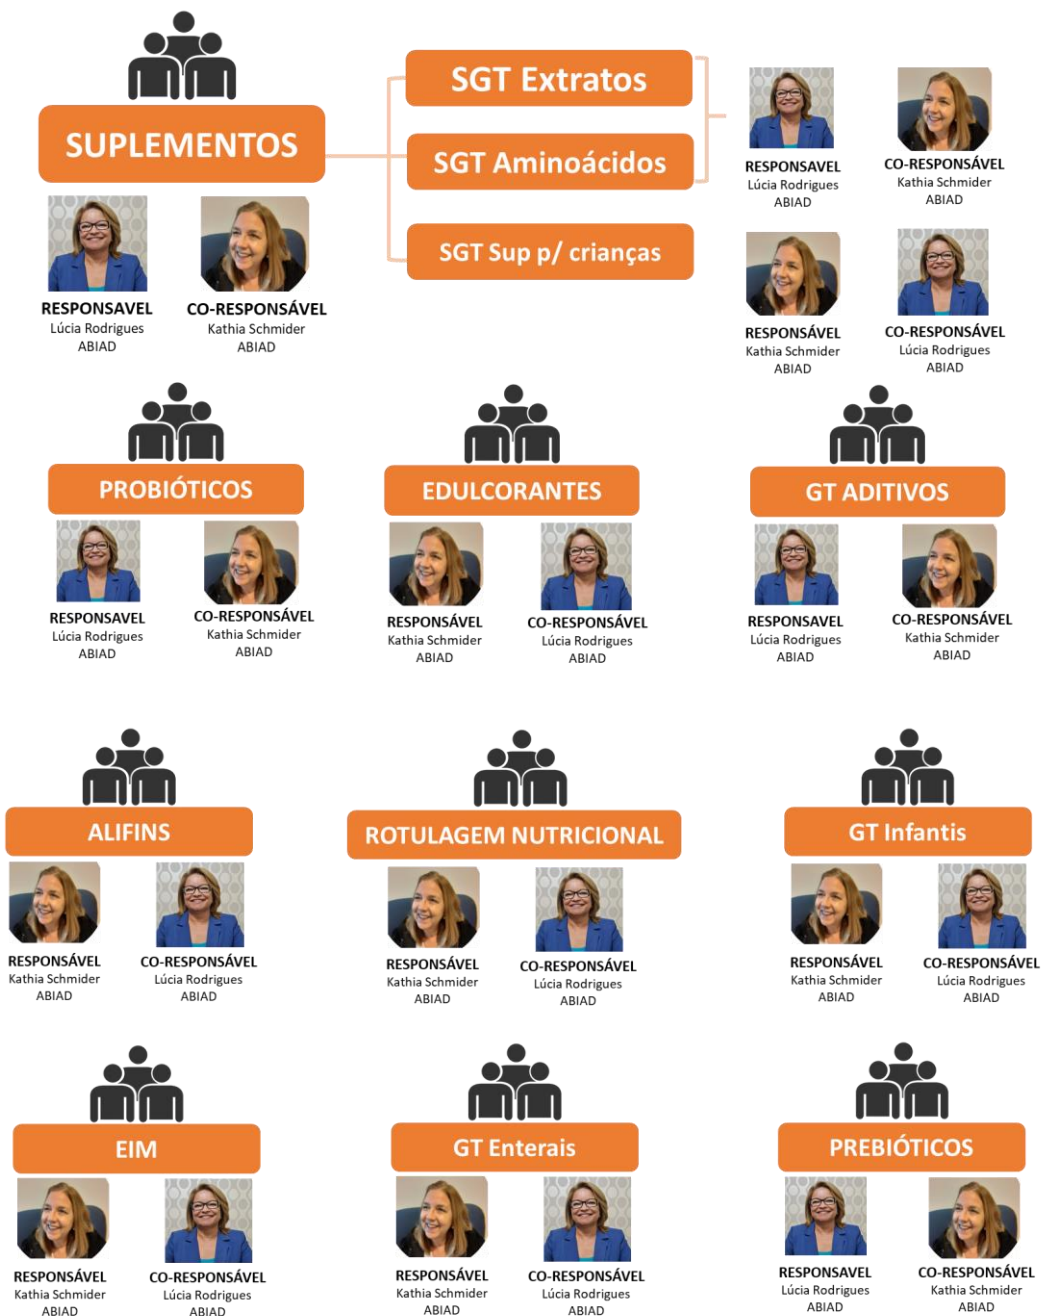 SUPLEMENTOS
RESPONSAVEL
Lúcia Rodrigues
ABIAD
CO-RESPONSÁVEL
Kathia Schmider
ABIAD
SGT Extratos
SGT Aminoácidos
SGT Sup p/ crianças
RESPONSAVEL
Lúcia Rodrigues
ABIAD
CO-RESPONSÁVEL
Kathia Schmider
ABIAD
RESPONSÁVEL
Kathia Schmider
ABIAD
CO-RESPONSÁVEL
Lúcia Rodrigues
ABIAD
PROBIÓTICOS
RESPONSAVEL
Lúcia Rodrigues
ABIAD
CO-RESPONSÁVEL
Kathia Schmider
ABIAD
EDULCORANTES
RESPONSÁVEL
Kathia Schmider
ABIAD
CO-RESPONSÁVEL
Lúcia Rodrigues
ABIAD
GT ADITIVOS
RESPONSAVEL
Lúcia Rodrigues
ABIAD
CO-RESPONSÁVEL
Kathia Schmider
ABIAD
ALIFINS
RESPONSÁVEL
Kathia Schmider
ABIAD
CO-RESPONSÁVEL
Lúcia Rodrigues
ABIAD
ROTULAGEM NUTRICIONAL
RESPONSÁVEL
Kathia Schmider
ABIAD
CO-RESPONSÁVEL
Lúcia Rodrigues
ABIAD
GT Infantis
RESPONSÁVEL
Kathia Schmider
ABIAD
CO-RESPONSÁVEL
Lúcia Rodrigues
ABIAD
EIM
RESPONSÁVEL
Kathia Schmider
ABIAD
CO-RESPONSÁVEL
Lúcia Rodrigues
ABIAD
GT Enterais
RESPONSÁVEL
Kathia Schmider
ABIAD
CO-RESPONSÁVEL
Lúcia Rodrigues
ABIAD
PREBIÓTICOS
RESPONSAVEL
Lúcia Rodrigues
ABIAD
CO-RESPONSÁVEL
Kathia Schmider
ABIAD